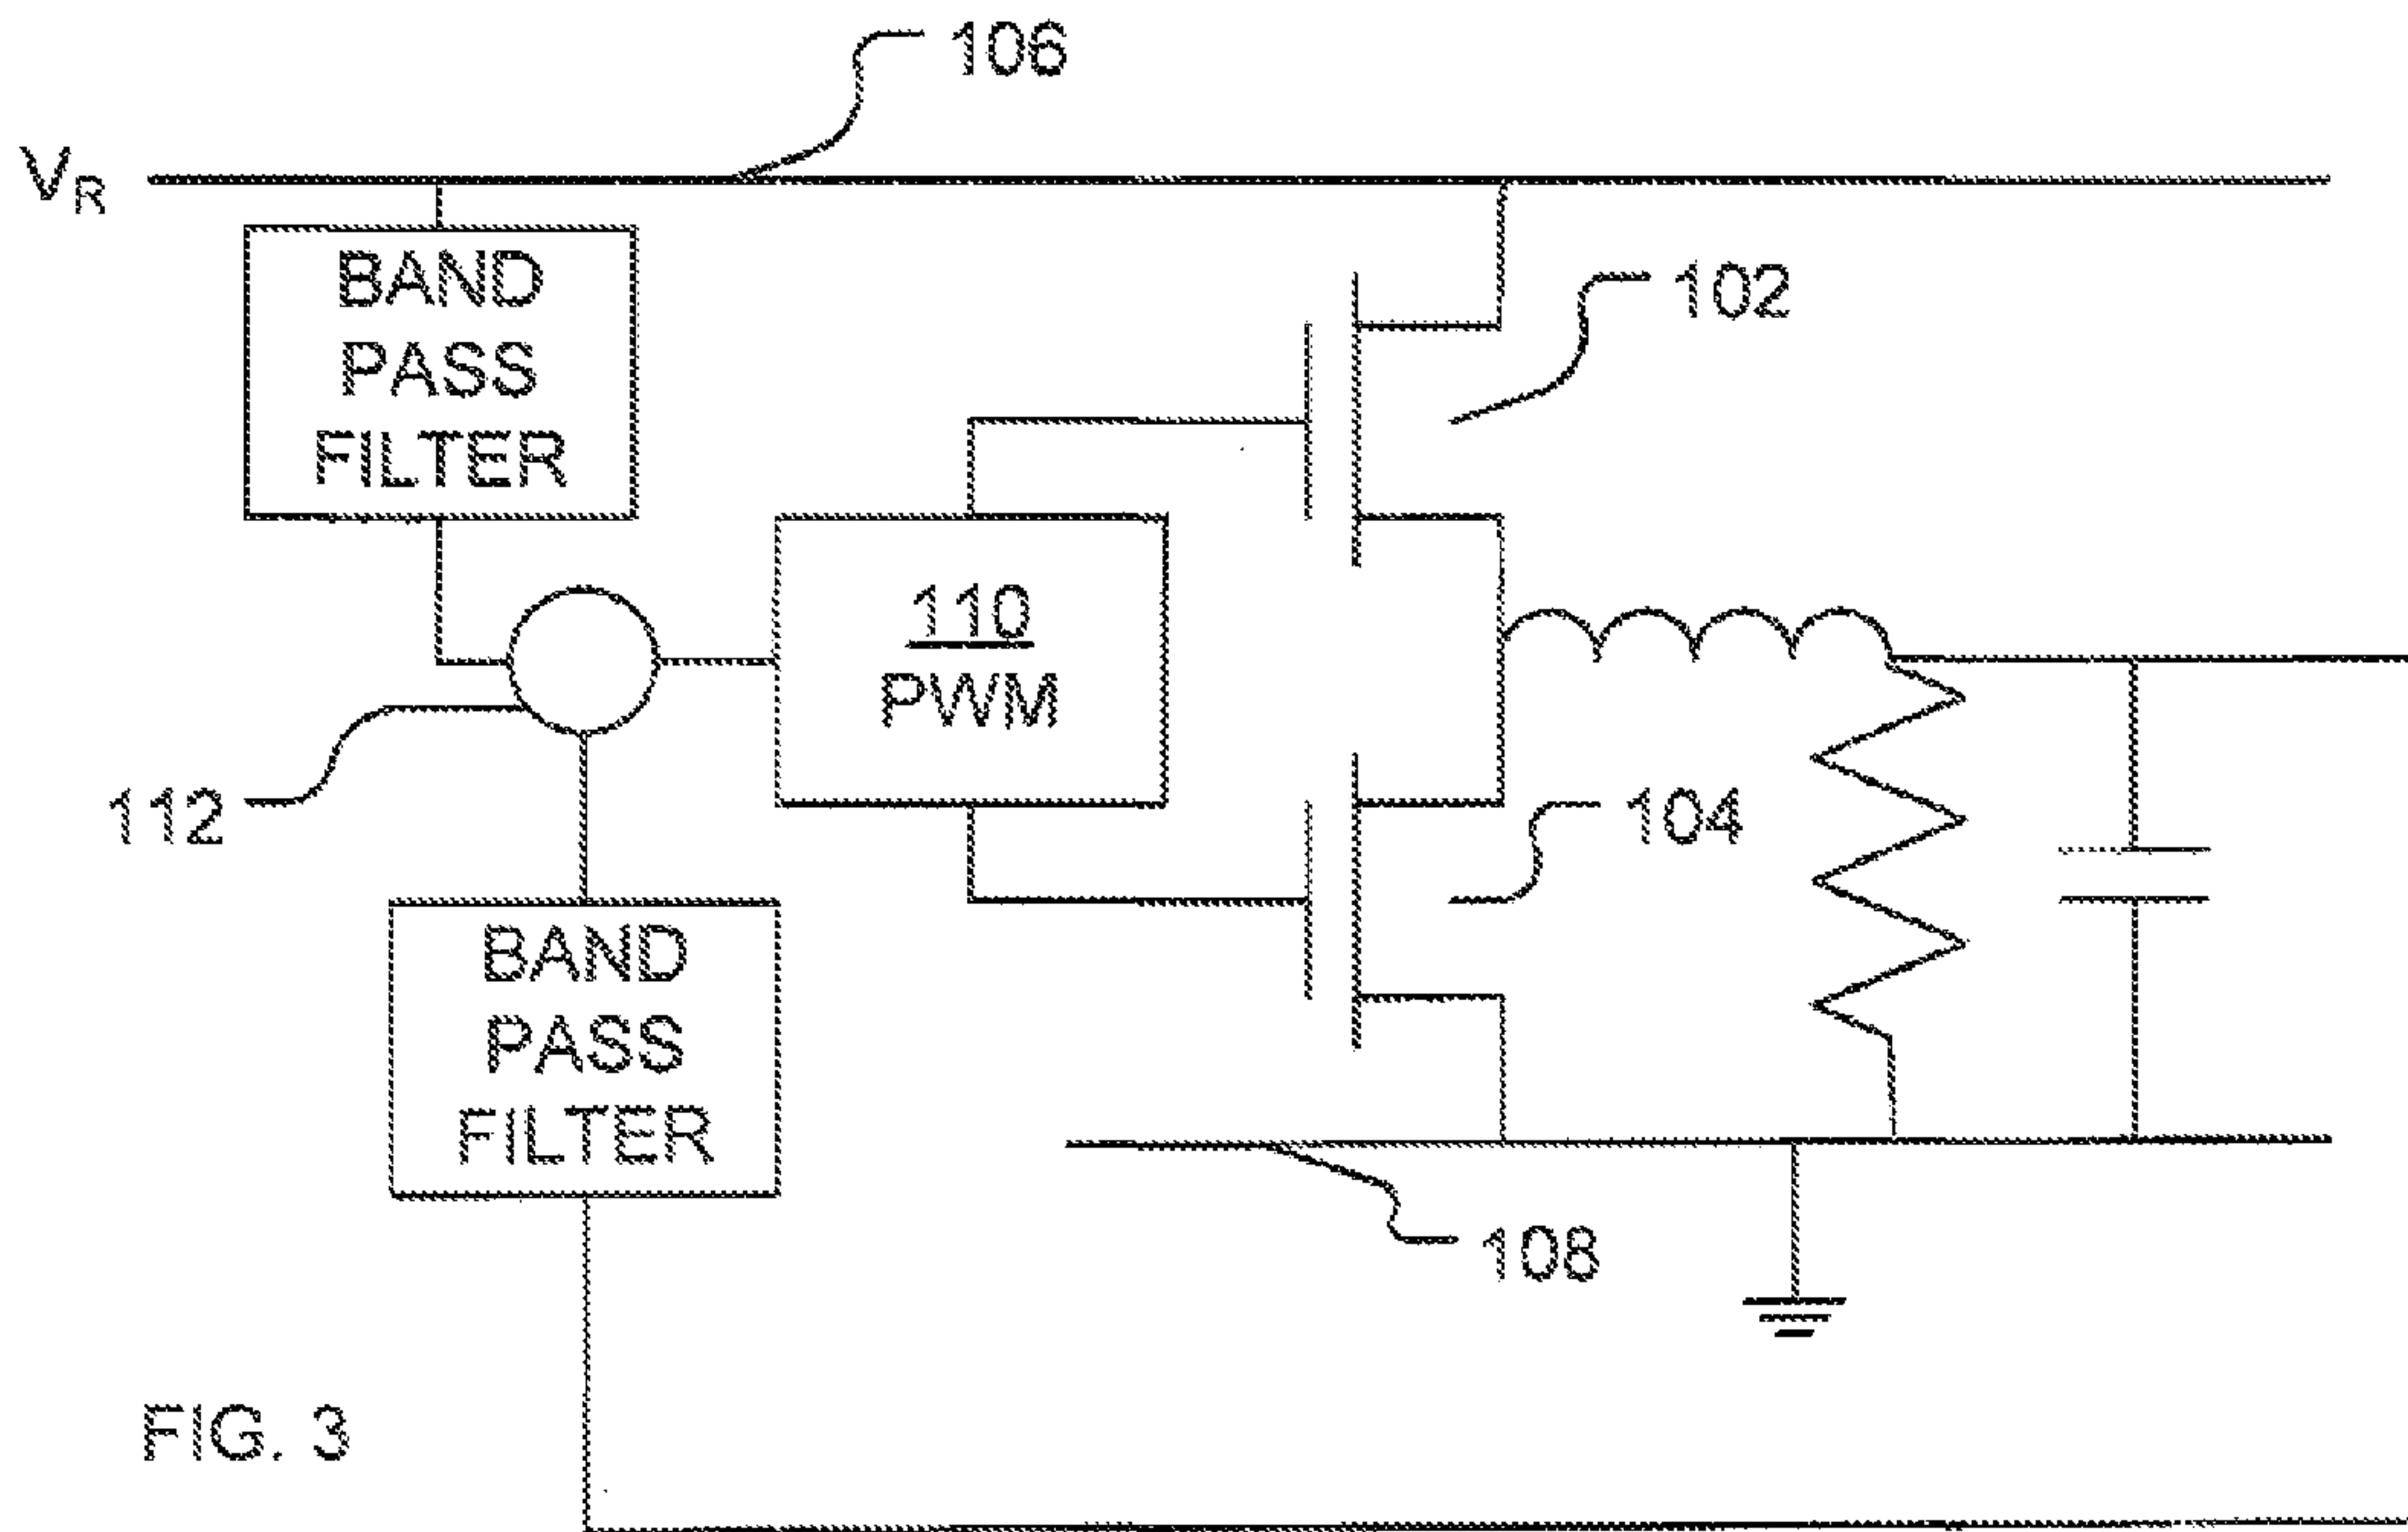 106
V_R
BAND
PASS
FILTER
102
110
PWM
112
104
BAND
PASS
FILTER
108
FIG. 3